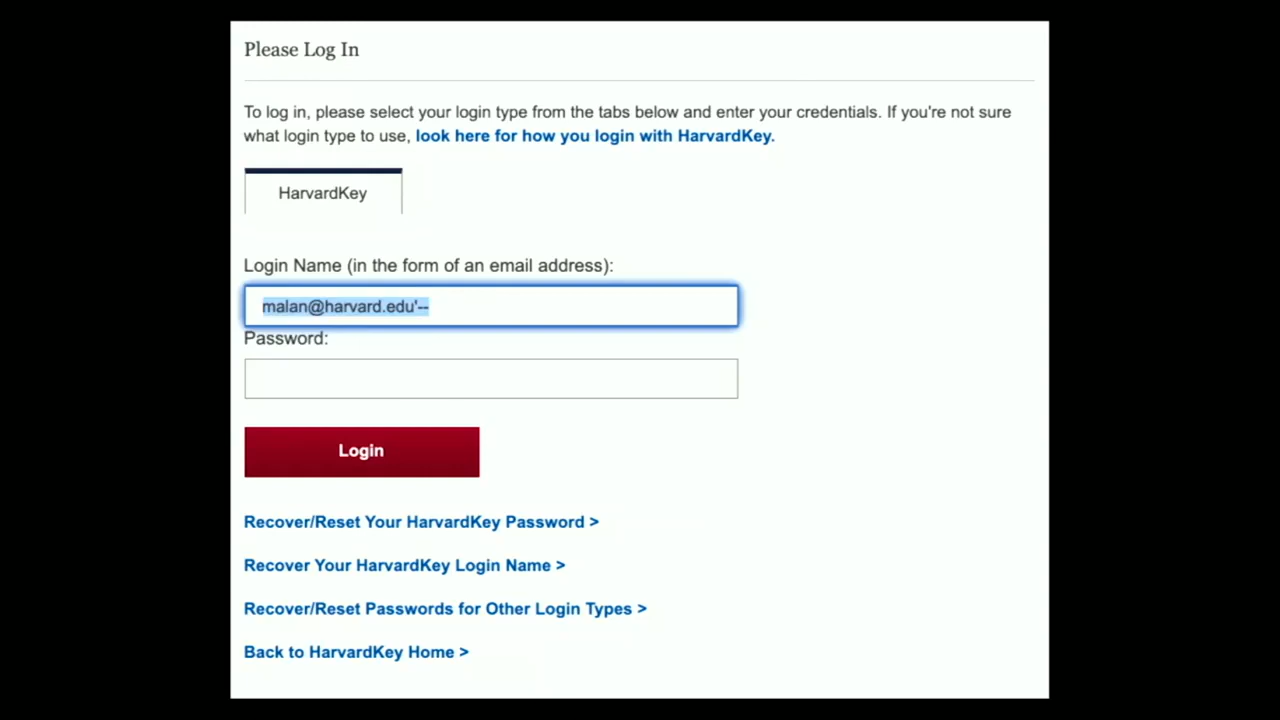 Please Log In
To log in, please select your login type from the tabs below and enter your credentials. If you're not sure
what login type to use, look here for how you login with HarvardKey.
HarvardKey
Login Name (in the form of an email address):
malan@harvard.edu'--
Password:
Login
Recover/Reset Your HarvardKey Password >
Recover Your HarvardKey Login Name >
Recover/Reset Passwords for Other Login Types >
Back to HarvardKey Home >